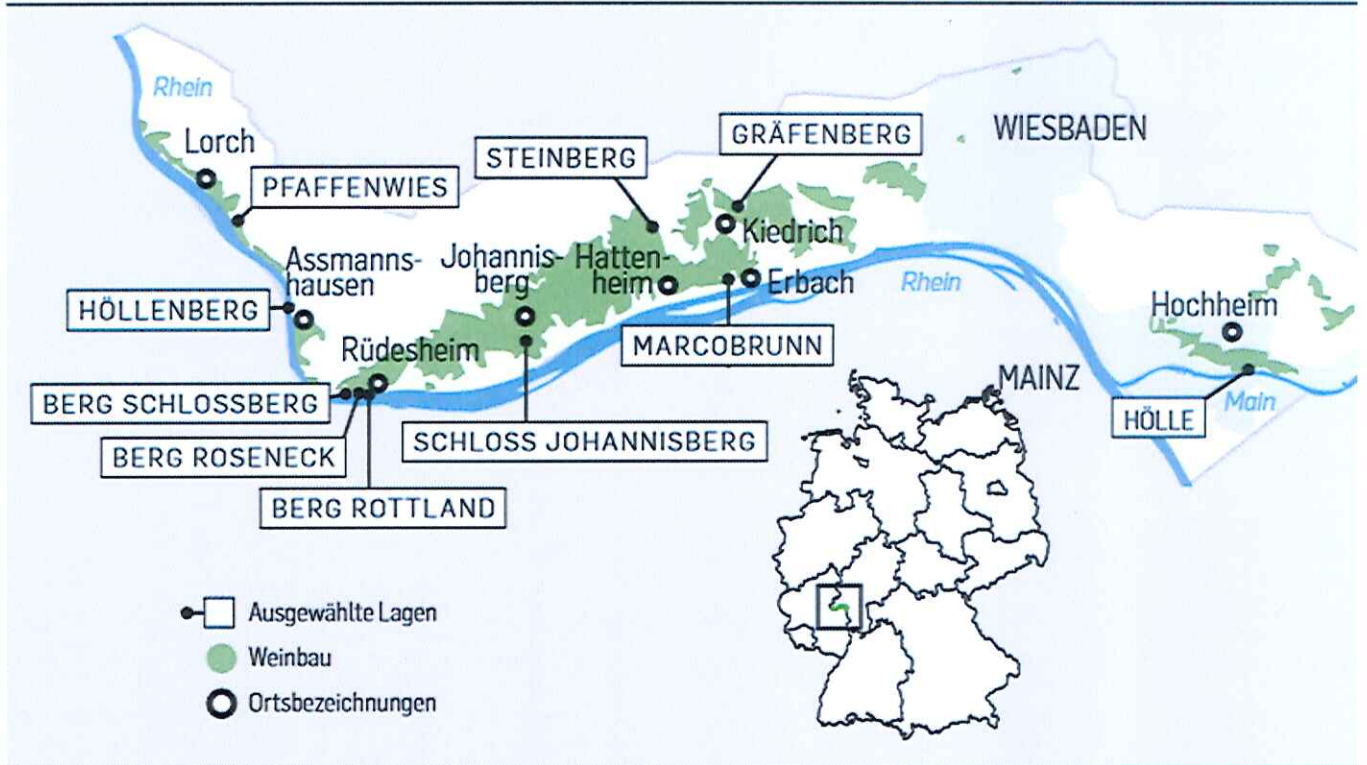 Rhein
Lorch
PFAFFENWIES
STEINBERG
GRÄFENBERG
WIESBADEN
Kiedrich
Assmanns-
hausen
Johannis-
berg
Hatten-
heim
Erbach
Rhein
HÖLLENBERG
Hochheim
Rüdesheim
MARCOBRUNN
MAINZ
BERG SCHLOSSBERG
SCHLOSS JOHANNISBERG
HÖLLE
Main
BERG ROSENECK
BERG ROTTLAND
Ausgewählte Lagen
Weinbau
Ortsbezeichnungen